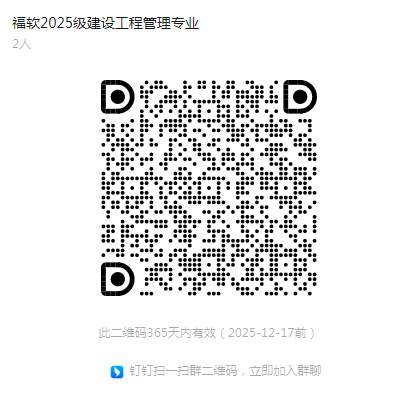 福软2025级建设工程管理专业
2人
此二维码365天内有效（2025-12-17前）
钉钉扫一扫群二维码，立即加入群聊